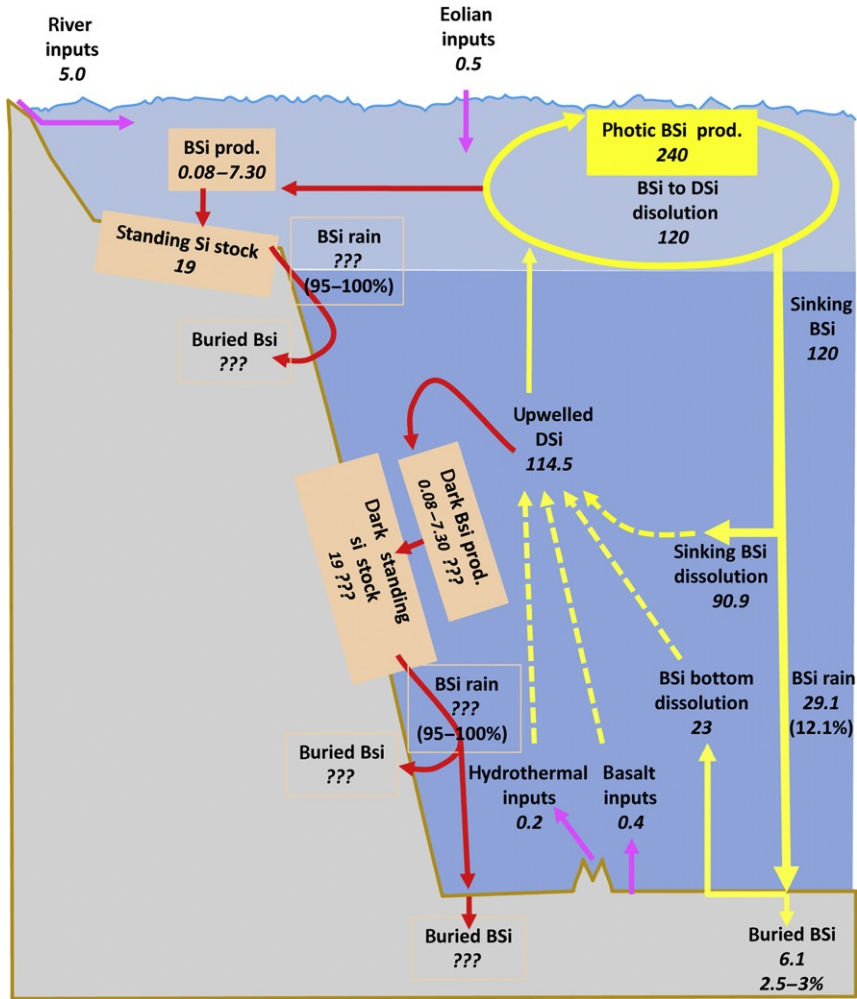 River
inputs
5.0
Eolian
inputs
0.5
BSi prod.
0.08–7.30
Photic BSi prod.
240
BSi to DSi
disolution
120
Standing Si stock
19
BSi rain
???
(95–100%)
Buried Bsi
???
Sinking
BSi
120
Upwelled
DSi
114.5
Dark Bsi prod.
0.08–7.30 ???
Dark standing
si stock
19 ???
Sinking BSi
dissolution
90.9
BSi rain
???
(95–100%)
Buried Bsi
???
BSi bottom
dissolution
23
BSi rain
29.1
(12.1%)
Hydrothermal
inputs
0.2
Basalt
inputs
0.4
Buried BSi
???
Buried BSi
6.1
2.5–3%